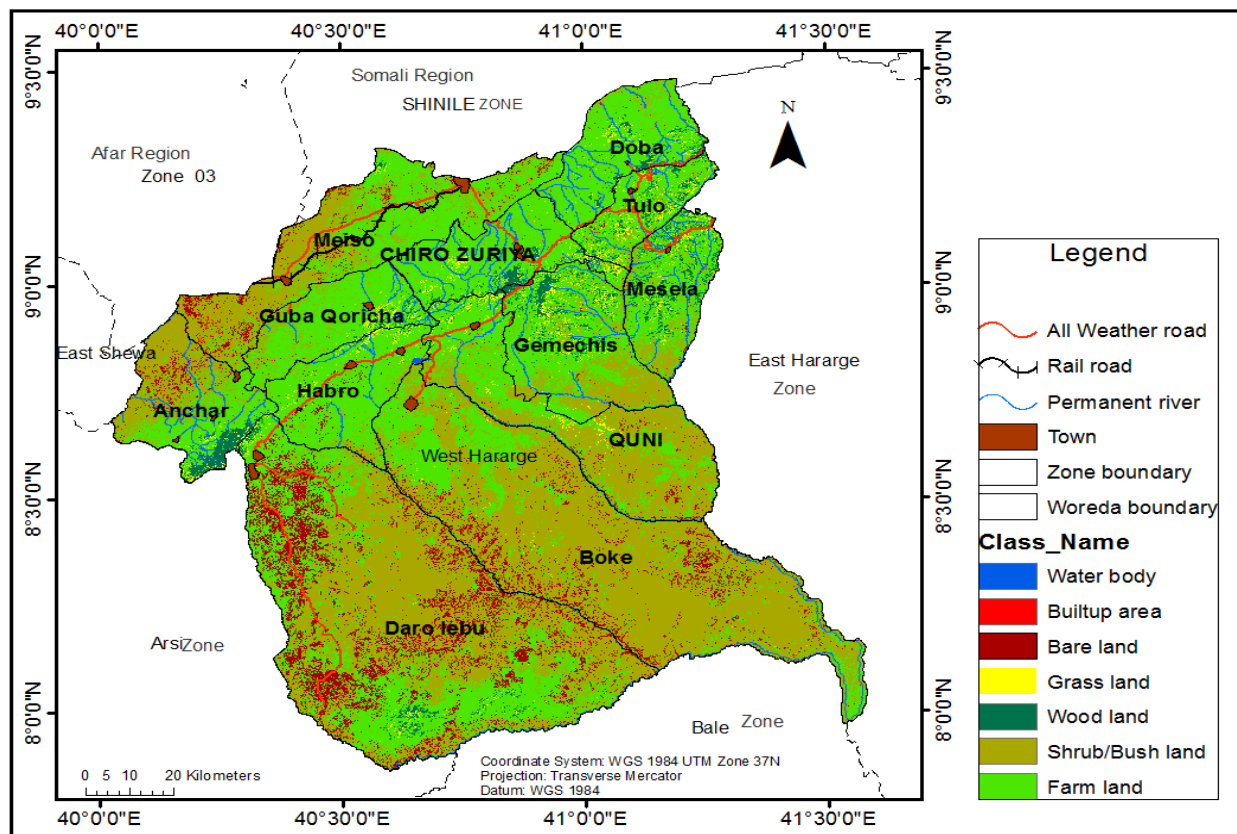 40°0'0"E 40°30'0"E 41°0'0"E 41°30'0"E
9°30'0"N
9°0'0"N
8°30'0"N
8°0'0"N
Somali Region
SHINILE ZONE
Afar Region
Zone 03
N
Doba
Tulo
Meiso
CHIRO ZURIYA
Mesela
Guba Qoricha
East Shewa
Gemechis
East Hararge
Zone
Habro
Anchar
QUNI
West Hararge
Boke
Daro lebu
Arsi Zone
Bale Zone
Coordinate System: WGS 1984 UTM Zone 37N
Projection: Transverse Mercator
Datum: WGS 1984
0 5 10 20 Kilometers
9°30'0"N
9°0'0"N
8°30'0"N
8°0'0"N
40°0'0"E 40°30'0"E 41°0'0"E 41°30'0"E
Legend
All Weather road
Rail road
Permanent river
Town
Zone boundary
Woreda boundary
Class_Name
Water body
Builtup area
Bare land
Grass land
Wood land
Shrub/Bush land
Farm land